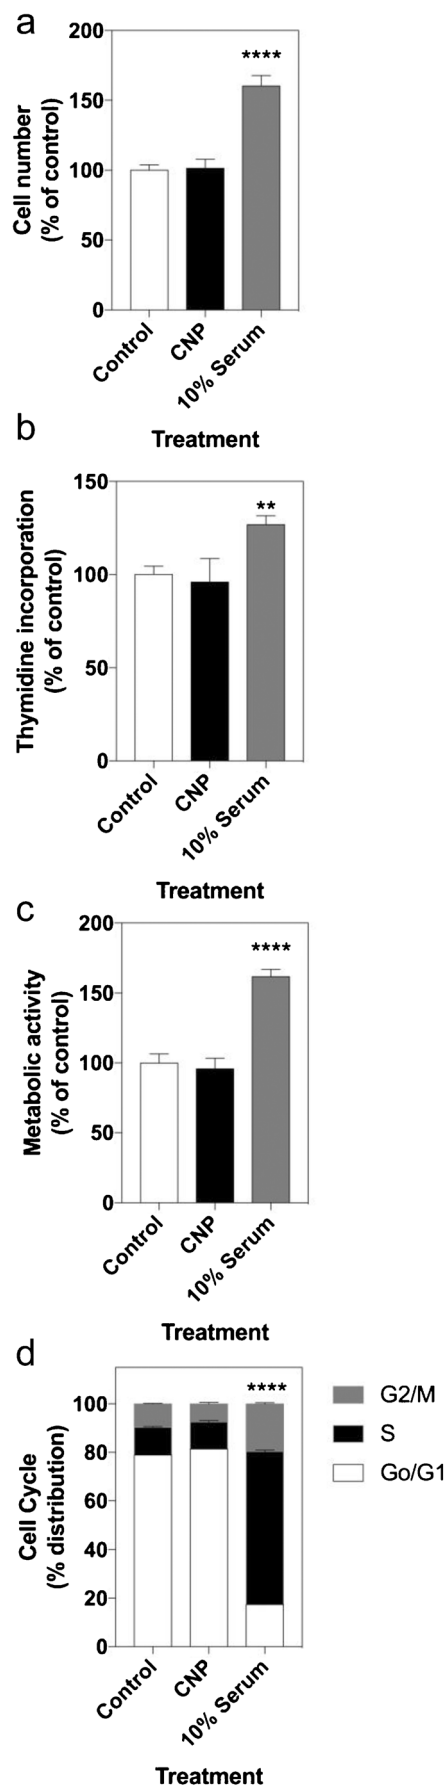 a
Cell number
(% of control)
200
150
100
50
0
****
Control
CNP
10% Serum
Treatment
b
Thymidine incorporation
(% of control)
150
100
50
0
**
Control
CNP
10% Serum
Treatment
c
Metabolic activity
(% of control)
200
150
100
50
0
****
Control
CNP
10% Serum
Treatment
d
Cell Cycle
(% distribution)
100
80
60
40
20
0
****
G2/M
S
Go/G1
Control
CNP
10% Serum
Treatment